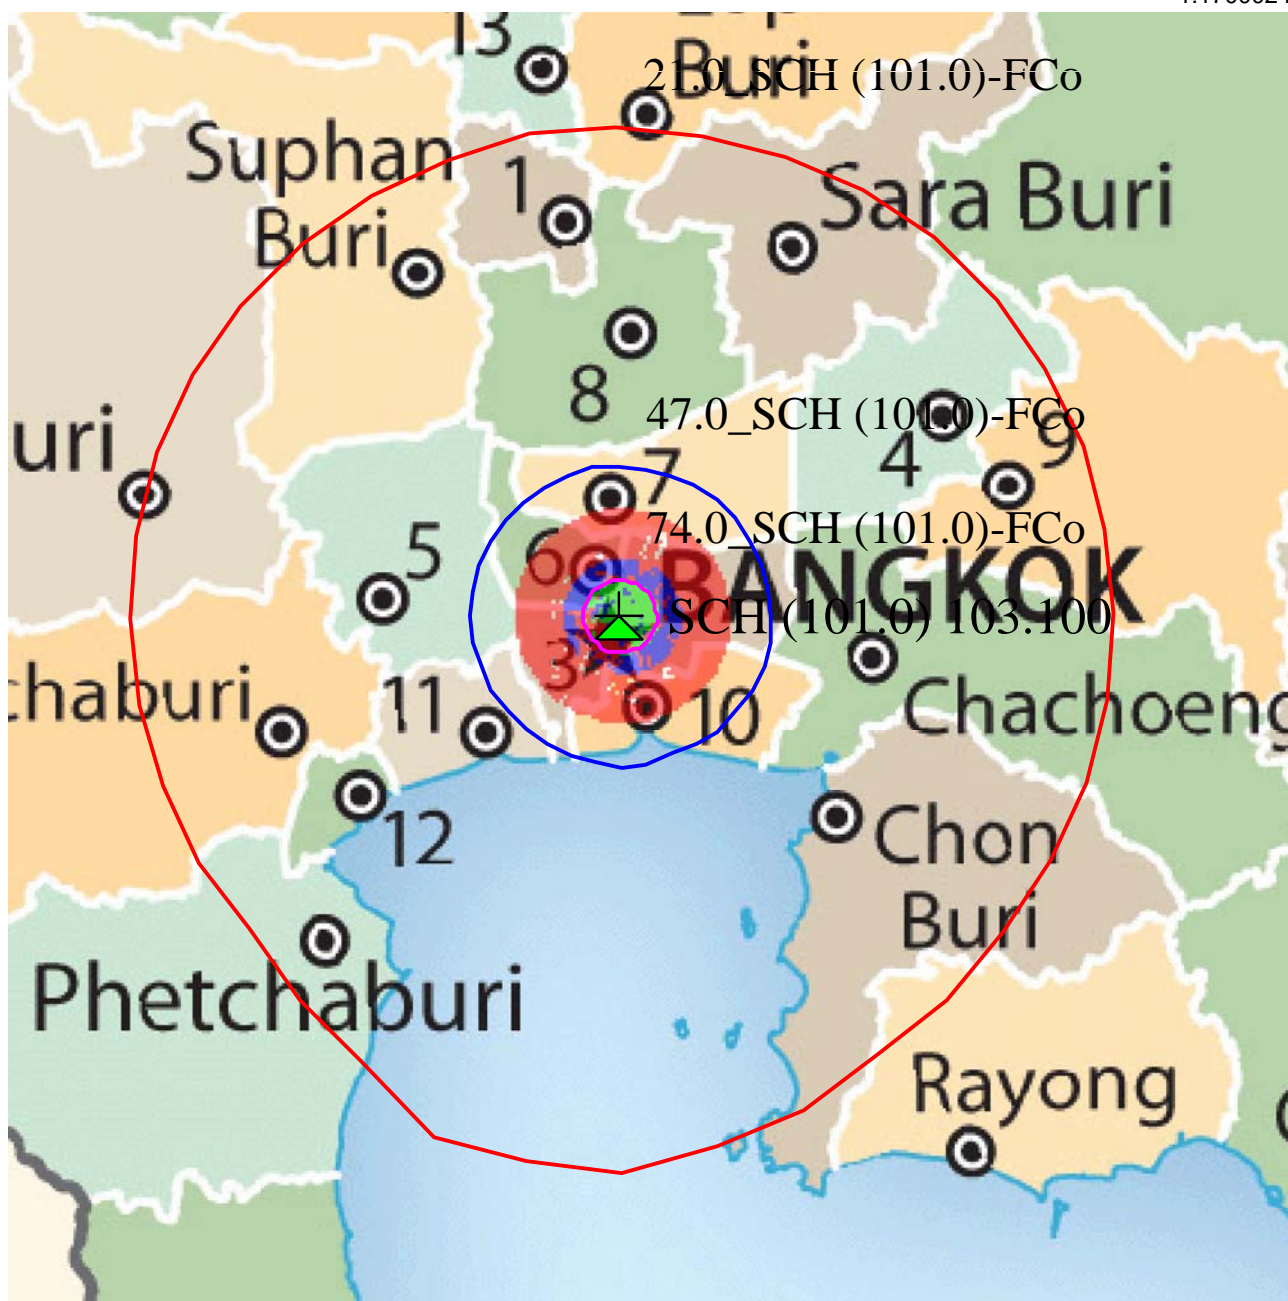 13
Buri
21.0_SCH (101.0)-FCo
Suphan
Buri
1
Sara Buri
8
47.0_SCH (101.0)-FCo
uri
4
9
7
5
6
74.0_SCH (101.0)-FCo
BANGKOK
SCH (101.0) 103.100
3
chaburi
11
10
Chachoeng
12
Chon
Buri
Phetchaburi
Rayong